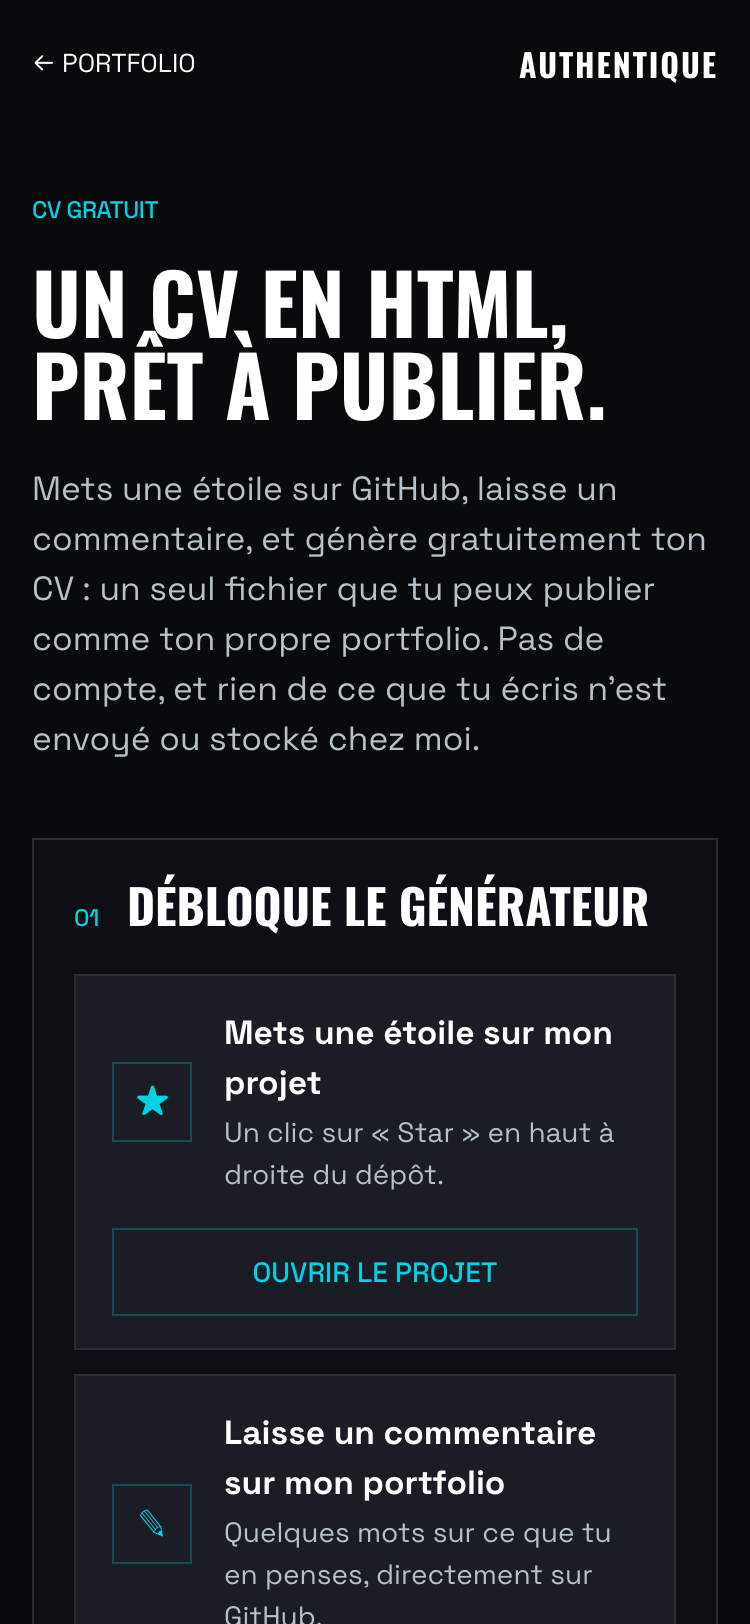 ← PORTFOLIO
AUTHENTIQUE
CV GRATUIT
UN CV EN HTML,
PRÊT À PUBLIER.
Mets une étoile sur GitHub, laisse un
commentaire, et génère gratuitement ton
CV : un seul fichier que tu peux publier
comme ton propre portfolio. Pas de
compte, et rien de ce que tu écris n’est
envoyé ou stocké chez moi.
01 DÉBLOQUE LE GÉNÉRATEUR
Mets une étoile sur mon
projet
Un clic sur « Star » en haut à
droite du dépôt.
OUVRIR LE PROJET
Laisse un commentaire
sur mon portfolio
Quelques mots sur ce que tu
en penses, directement sur
GitHub.